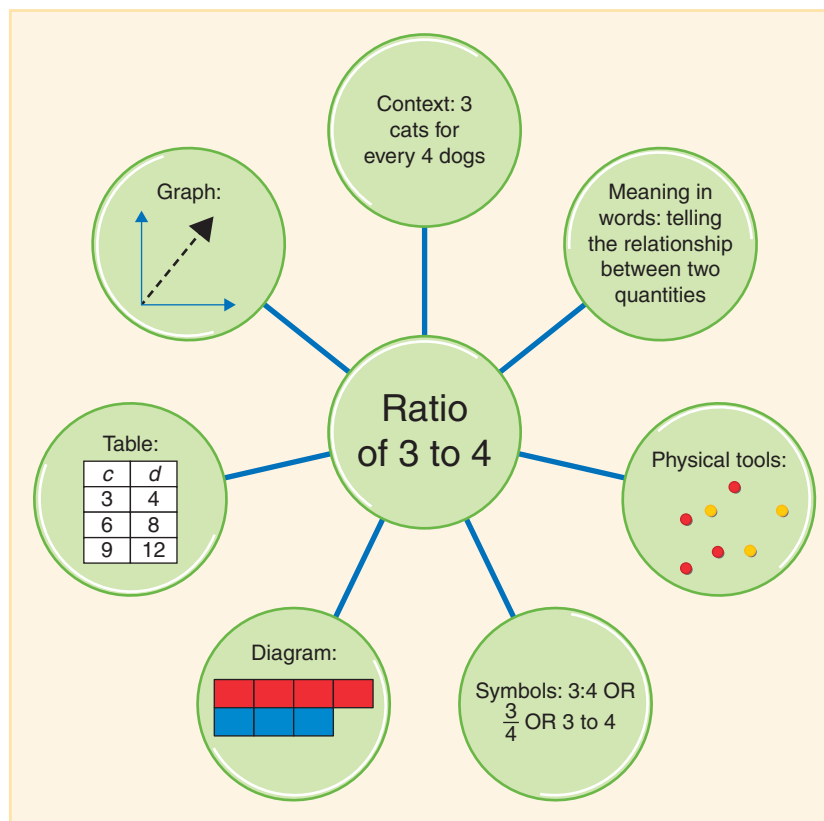 Context: 3
cats for
every 4 dogs
Graph:
Meaning in
words: telling
the relationship
between two
quantities
Ratio
of 3 to 4
Table:
c d
3 4
6 8
9 12
Physical tools:
Diagram:
Symbols: 3:4 OR
3/4 OR 3 to 4